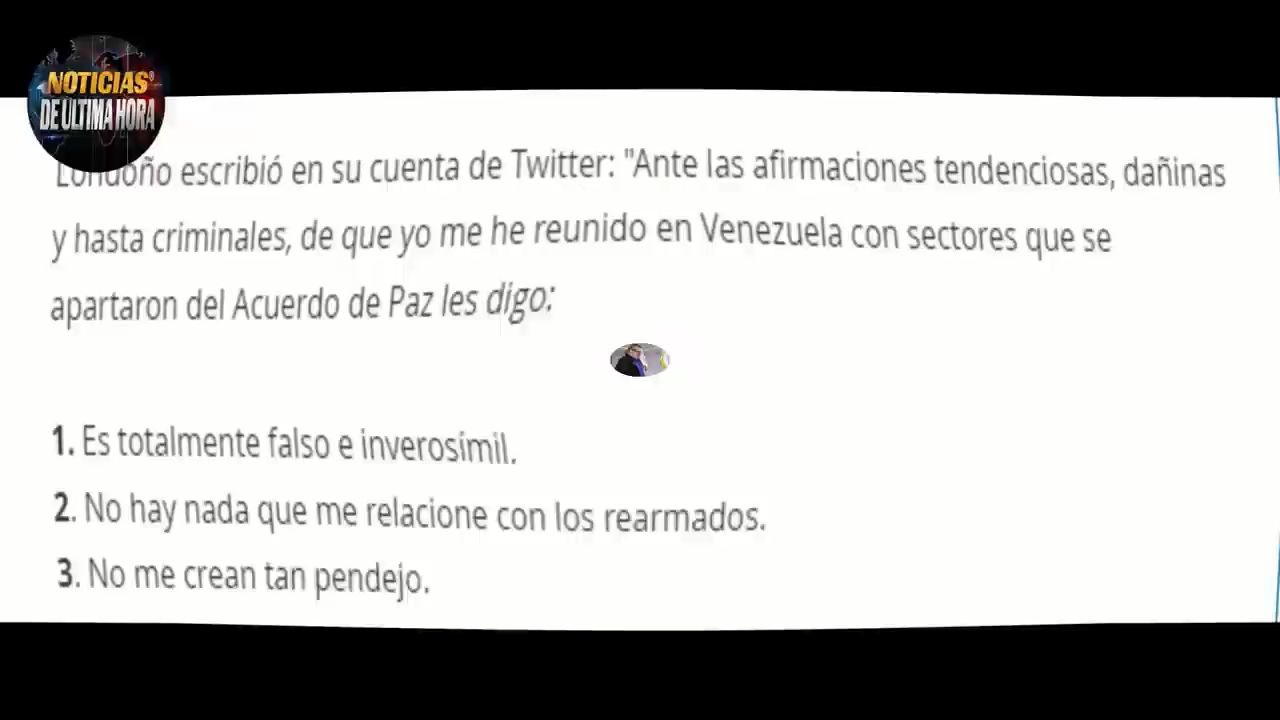 NOTICIAS®
DE ÚLTIMA HORA
Londoño escribió en su cuenta de Twitter: "Ante las afirmaciones tendenciosas, dañinas
y hasta criminales, de que yo me he reunido en Venezuela con sectores que se
apartaron del Acuerdo de Paz les digo:
1. Es totalmente falso e inverosímil.
2. No hay nada que me relacione con los rearmados.
3. No me crean tan pendejo.